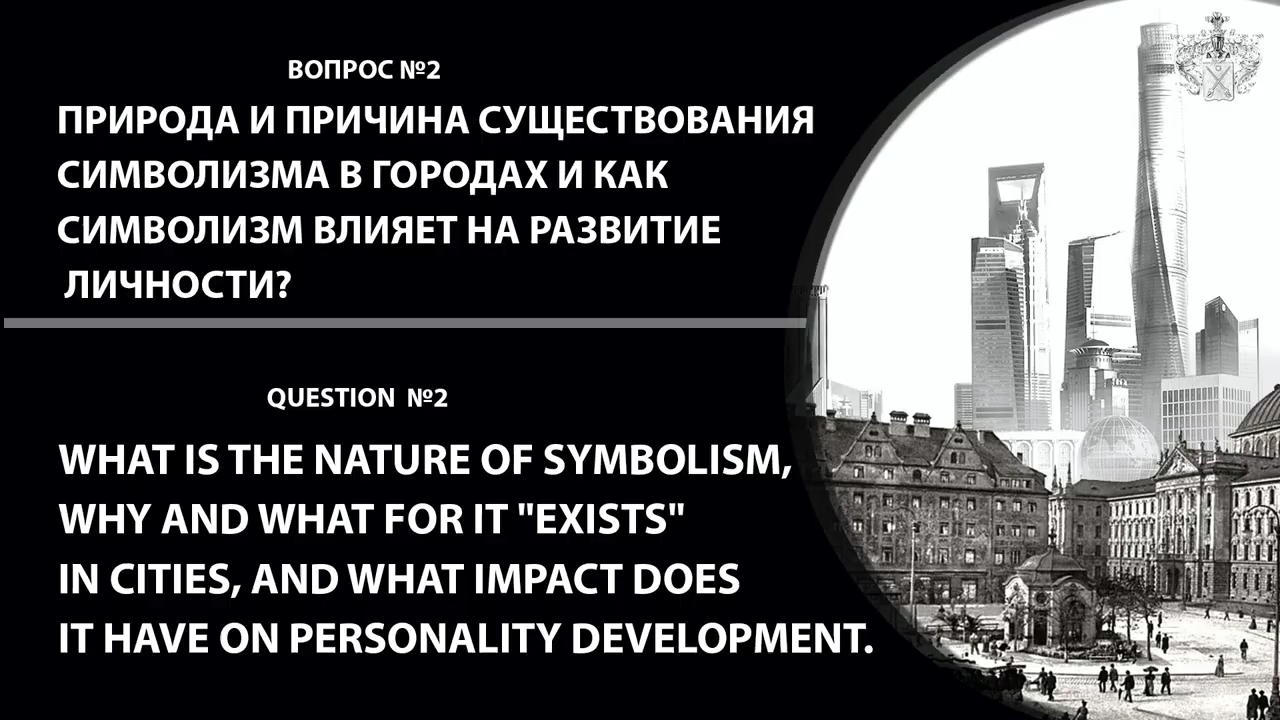 ВОПРОС №2
ПРИРОДА И ПРИЧИНА СУЩЕСТВОВАНИЯ
СИМВОЛИЗМА В ГОРОДАХ И КАК
СИМВОЛИЗМ ВЛИЯЕТ НА РАЗВИТИЕ
ЛИЧНОСТИ?
QUESTION №2
WHAT IS THE NATURE OF SYMBOLISM,
WHY AND WHAT FOR IT "EXISTS"
IN CITIES, AND WHAT IMPACT DOES
IT HAVE ON PERSONALITY DEVELOPMENT.